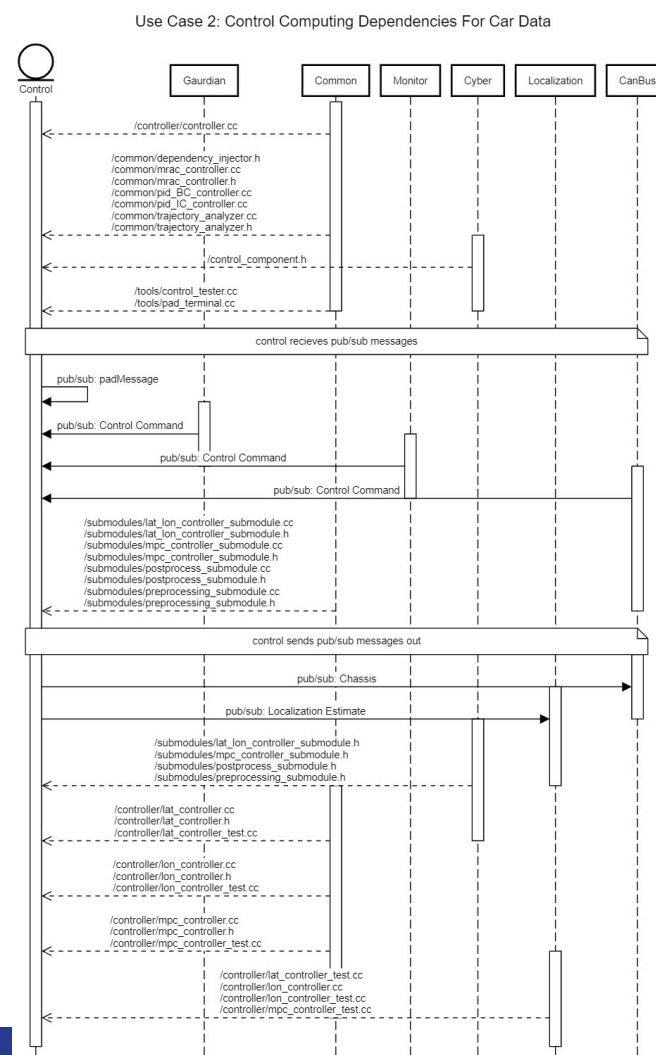 Use Case 2: Control Computing Dependencies For Car Data
Control
Gaurdian
Common
Monitor
Cyber
Localization
CanBus
/controller/controller.cc
/common/dependency_injector.h
/common/mrac_controller.cc
/common/mrac_controller.h
/common/pid_BC_controller.cc
/common/pid_IC_controller.cc
/common/trajectory_analyzer.cc
/common/trajectory_analyzer.h
/control_component.h
/tools/control_tester.cc
/tools/pad_terminal.cc
control recieves pub/sub messages
pub/sub: padMessage
pub/sub: Control Command
pub/sub: Control Command
pub/sub: Control Command
/submodules/lat_lon_controller_submodule.cc
/submodules/lat_lon_controller_submodule.h
/submodules/mpc_controller_submodule.cc
/submodules/mpc_controller_submodule.h
/submodules/postprocess_submodule.cc
/submodules/postprocess_submodule.h
/submodules/preprocessing_submodule.cc
/submodules/preprocessing_submodule.h
control sends pub/sub messages out
pub/sub: Chassis
pub/sub: Localization Estimate
/submodules/lat_lon_controller_submodule.h
/submodules/mpc_controller_submodule.h
/submodules/postprocess_submodule.h
/submodules/preprocessing_submodule.h
/controller/lat_controller.cc
/controller/lat_controller.h
/controller/lat_controller_test.cc
/controller/lon_controller.cc
/controller/lon_controller.h
/controller/lon_controller_test.cc
/controller/mpc_controller.cc
/controller/mpc_controller.h
/controller/mpc_controller_test.cc
/controller/lat_controller_test.cc
/controller/lon_controller.cc
/controller/lon_controller_test.cc
/controller/mpc_controller_test.cc